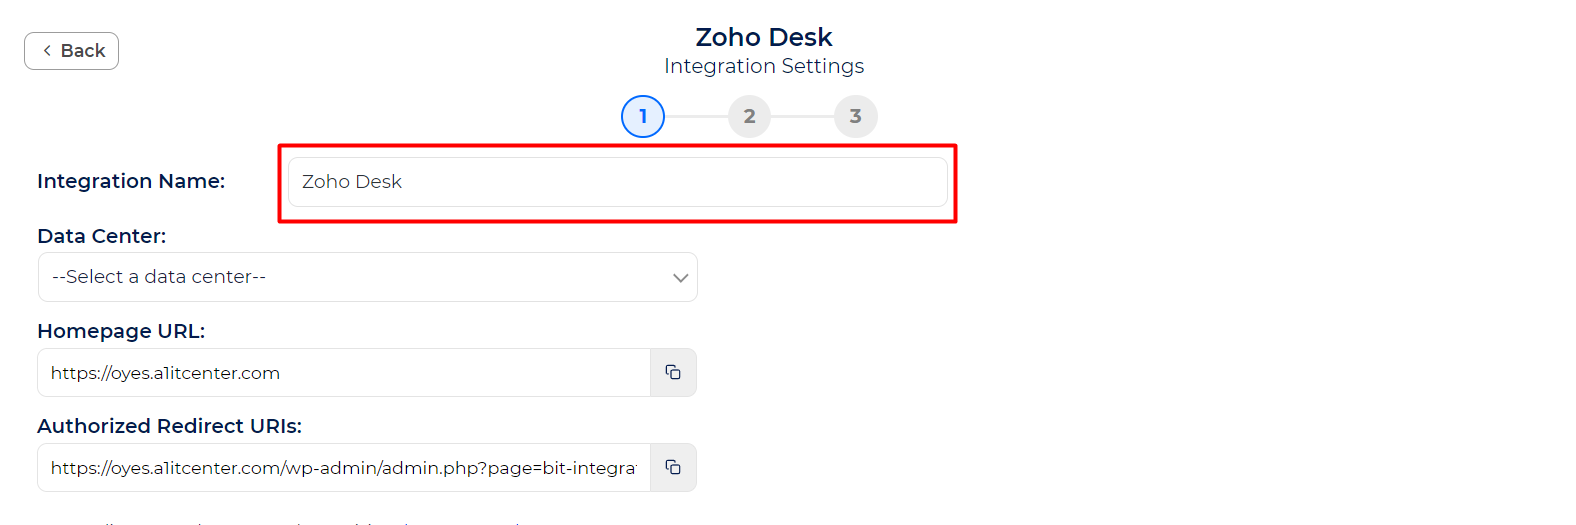 Back
Zoho Desk
Integration Settings
1 2 3
Integration Name: Zoho Desk
Data Center:
--Select a data center--
Homepage URL:
https://oyes.a1itcenter.com
Authorized Redirect URIs:
https://oyes.a1itcenter.com/wp-admin/admin.php?page=bit-integra